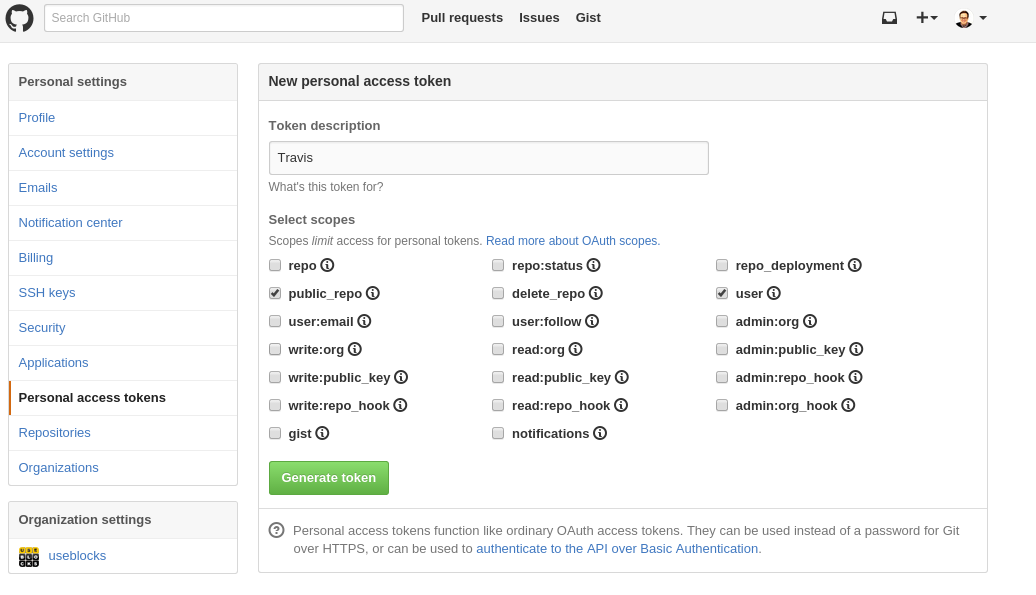 Search GitHub
Pull requests Issues Gist
Personal settings
Profile
Account settings
Emails
Notification center
Billing
SSH keys
Security
Applications
Personal access tokens
Repositories
Organizations
Organization settings
useblocks
New personal access token
Token description
Travis
What's this token for?
Select scopes
Scopes limit access for personal tokens. Read more about OAuth scopes.
repo repo:status repo_deployment
public_repo delete_repo user
user:email user:follow admin:org
write:org read:org admin:public_key
write:public_key read:public_key admin:repo_hook
write:repo_hook read:repo_hook admin:org_hook
gist notifications
Generate token
Personal access tokens function like ordinary OAuth access tokens. They can be used instead of a password for Git
over HTTPS, or can be used to authenticate to the API over Basic Authentication.